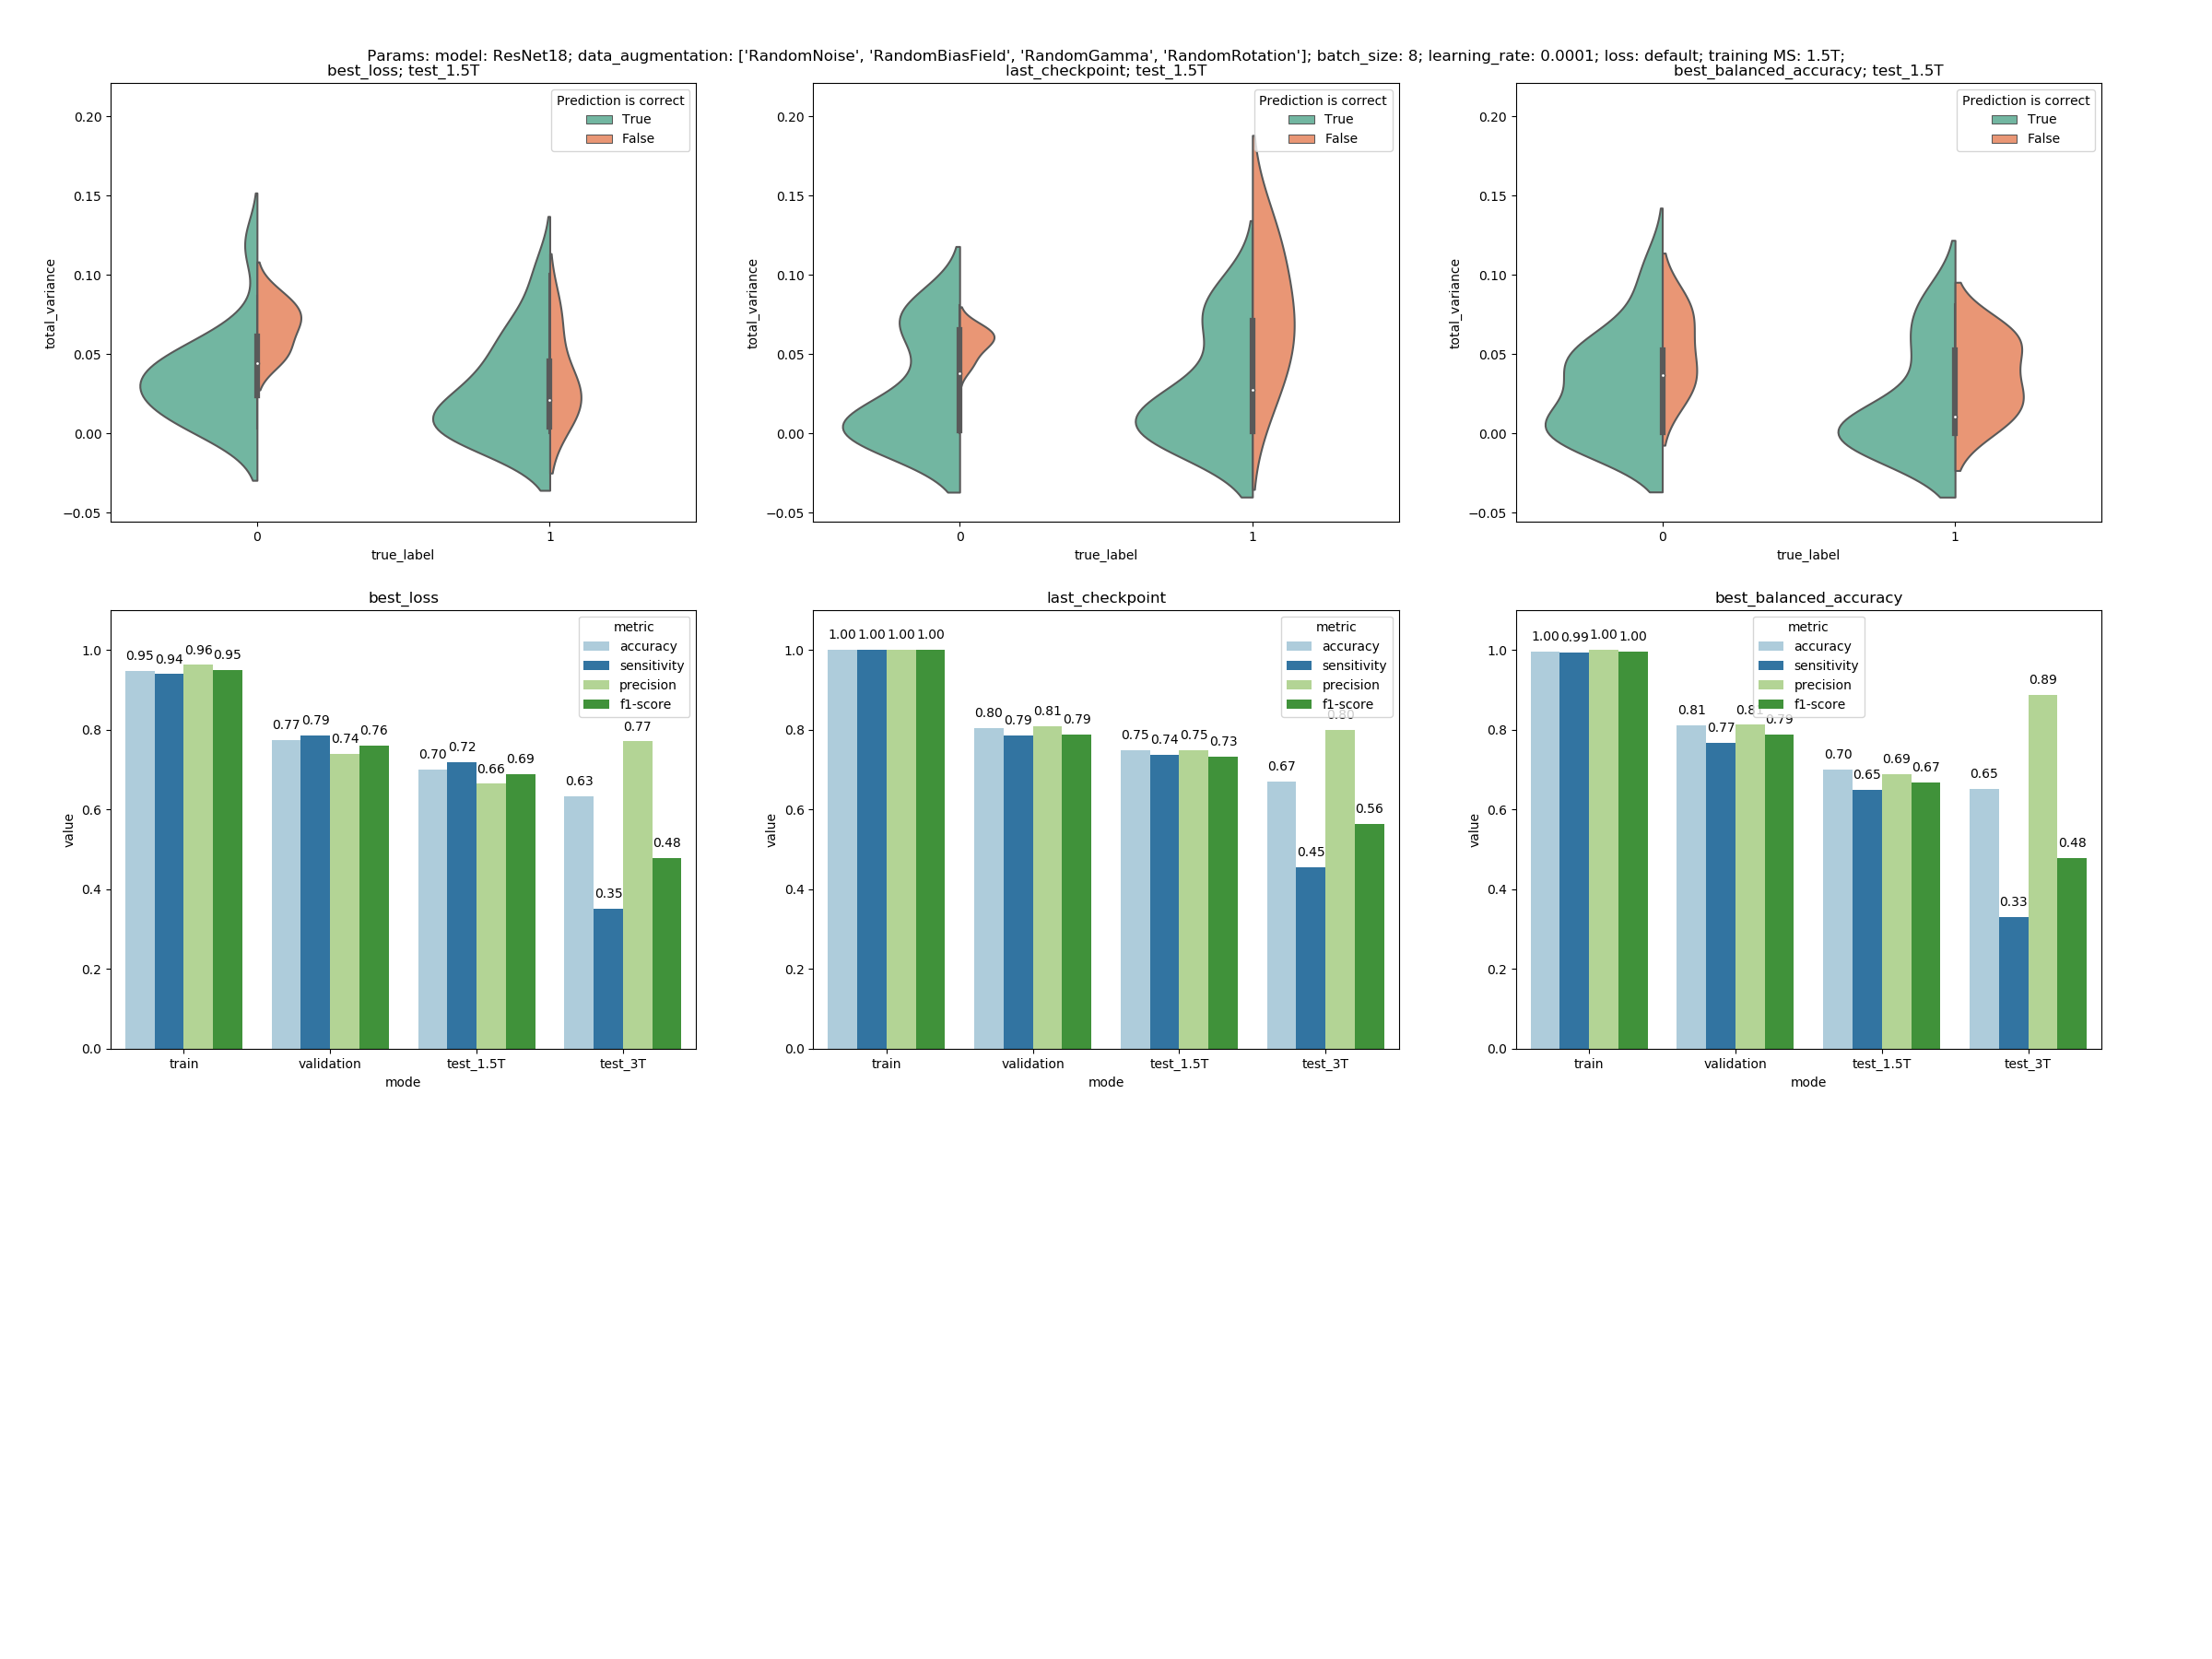 Params: model: ResNet18; data_augmentation: ['RandomNoise', 'RandomBiasField', 'RandomGamma', 'RandomRotation']; batch_size: 8; learning_rate: 0.0001; loss: default; training MS: 1.5T;
best_loss; test_1.5T
Prediction is correct
True
False
0.20
0.15
0.10
0.05
0.00
−0.05
total_variance
0 1
true_label
last_checkpoint; test_1.5T
Prediction is correct
True
False
0.20
0.15
0.10
0.05
0.00
−0.05
total_variance
0 1
true_label
best_balanced_accuracy; test_1.5T
Prediction is correct
True
False
0.20
0.15
0.10
0.05
0.00
−0.05
total_variance
0 1
true_label
best_loss
metric
accuracy
sensitivity
precision
f1-score
1.0
0.8
0.6
0.4
0.2
0.0
value
0.95 0.94 0.96 0.95
0.77 0.79 0.74 0.76
0.70 0.72 0.66 0.69
0.63 0.35 0.77 0.48
train validation test_1.5T test_3T
mode
last_checkpoint
metric
accuracy
sensitivity
precision
f1-score
1.0
0.8
0.6
0.4
0.2
0.0
value
1.00 1.00 1.00 1.00
0.80 0.79 0.81 0.79
0.75 0.74 0.75 0.73
0.67 0.45 0.80 0.56
train validation test_1.5T test_3T
mode
best_balanced_accuracy
metric
accuracy
sensitivity
precision
f1-score
1.0
0.8
0.6
0.4
0.2
0.0
value
1.00 0.99 1.00 1.00
0.81 0.77 0.81 0.79
0.70 0.65 0.69 0.67
0.65 0.33 0.89 0.48
train validation test_1.5T test_3T
mode